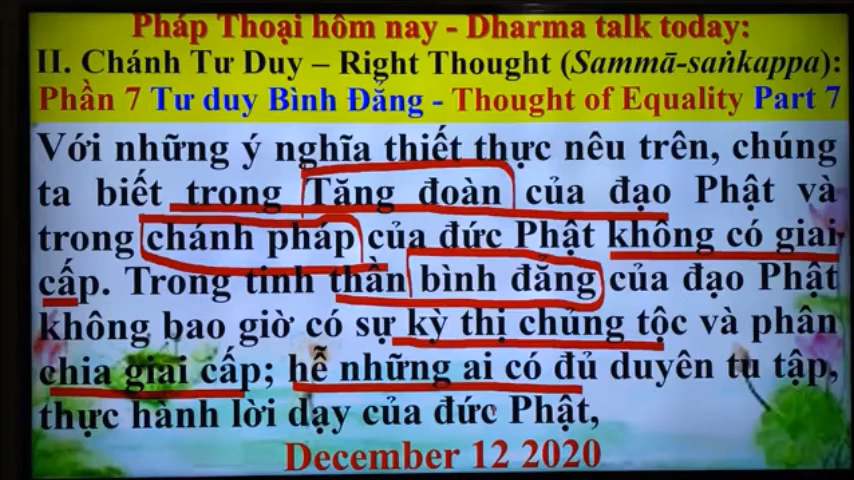 Pháp Thoại hôm nay - Dharma talk today:
II. Chánh Tư Duy – Right Thought (Sammā-saṅkappa):
Phần 7 Tư duy Bình Đẳng - Thought of Equality Part 7
Với những ý nghĩa thiết thực nêu trên, chúng
ta biết trong Tăng đoàn của đạo Phật và
trong chánh pháp của đức Phật không có giai
cấp. Trong tinh thần bình đẳng của đạo Phật
không bao giờ có sự kỳ thị chủng tộc và phân
chia giai cấp; hễ những ai có đủ duyên tu tập,
thực hành lời dạy của đức Phật,
December 12 2020